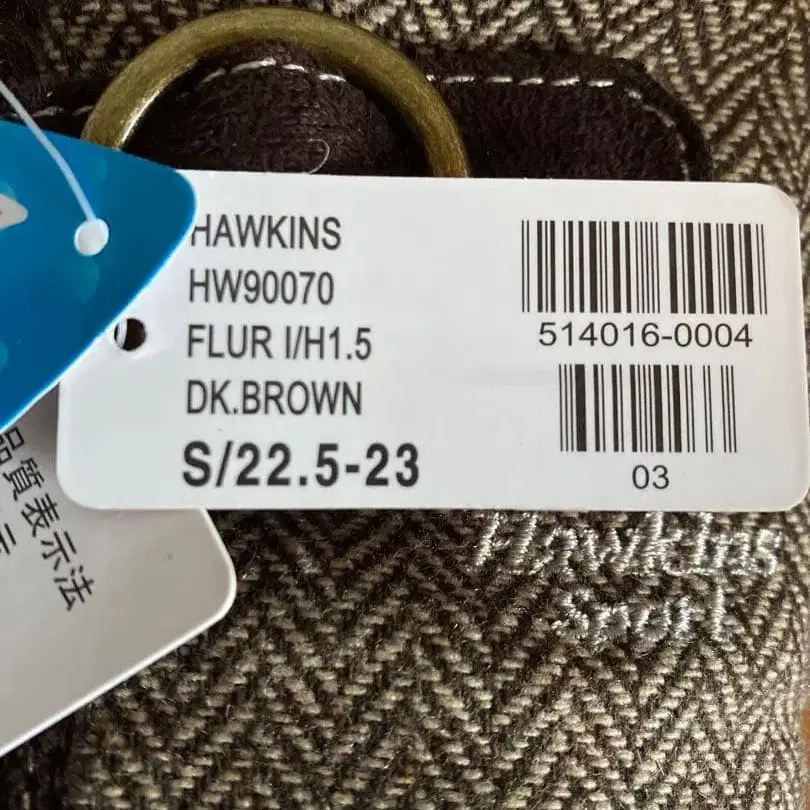 HAWKINS
HW90070
FLUR I/H1.5
DK.BROWN
S/22.5-23
514016-0004
03
Hawkins
Sport
品質表示法